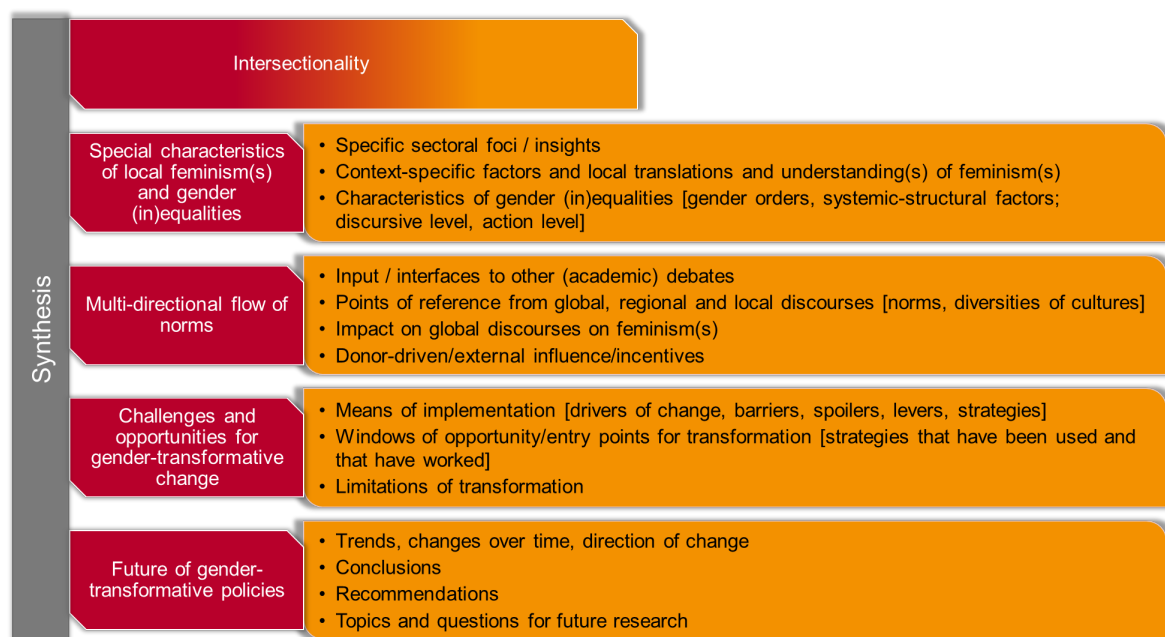 Synthesis
Intersectionality
Special characteristics
of local feminism(s)
and gender
(in)equalities
• Specific sectoral foci / insights
• Context-specific factors and local translations and understanding(s) of feminism(s)
• Characteristics of gender (in)equalities [gender orders, systemic-structural factors;
discursive level, action level]
Multi-directional flow of
norms
• Input / interfaces to other (academic) debates
• Points of reference from global, regional and local discourses [norms, diversities of cultures]
• Impact on global discourses on feminism(s)
• Donor-driven/external influence/incentives
Challenges and
opportunities for
gender-transformative
change
• Means of implementation [drivers of change, barriers, spoilers, levers, strategies]
• Windows of opportunity/entry points for transformation [strategies that have been used and
that have worked]
• Limitations of transformation
Future of gender-
transformative policies
• Trends, changes over time, direction of change
• Conclusions
• Recommendations
• Topics and questions for future research